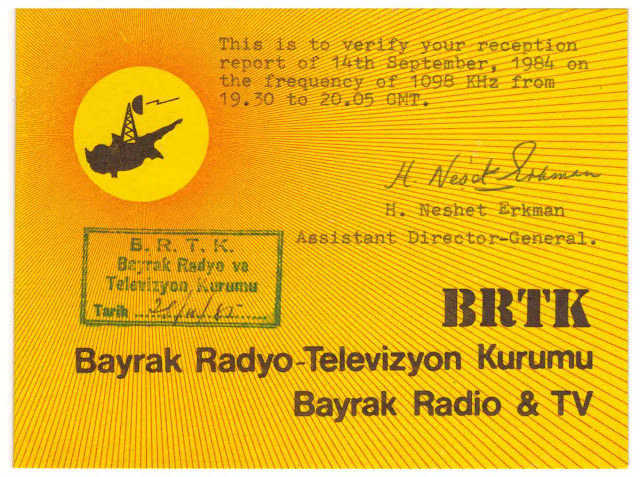 This is to verify your reception
report of 14th September, 1984 on
the frequency of 1098 KHz from
19.30 to 20.05 GMT.
H. Neşet Erkman
H. Neshet Erkman
Assistant Director-General.
B. R. T. K.
Bayrak Radyo ve
Televizyon Kurumu
Tarih
BRTK
Bayrak Radyo-Televizyon Kurumu
Bayrak Radio & TV